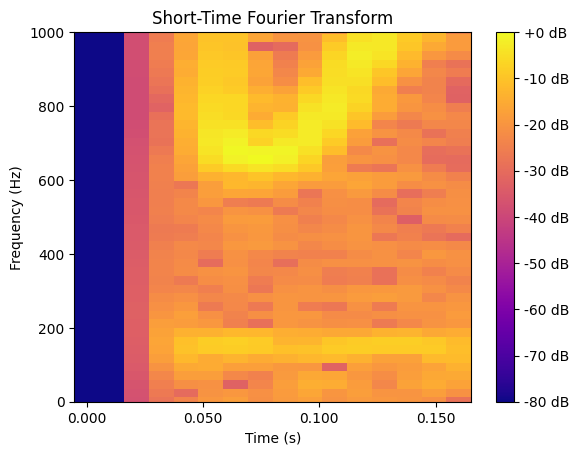 Short-Time Fourier Transform
1000
800
600
400
200
0
Frequency (Hz)
0.000
0.050
0.100
0.150
Time (s)
+0 dB
-10 dB
-20 dB
-30 dB
-40 dB
-50 dB
-60 dB
-70 dB
-80 dB